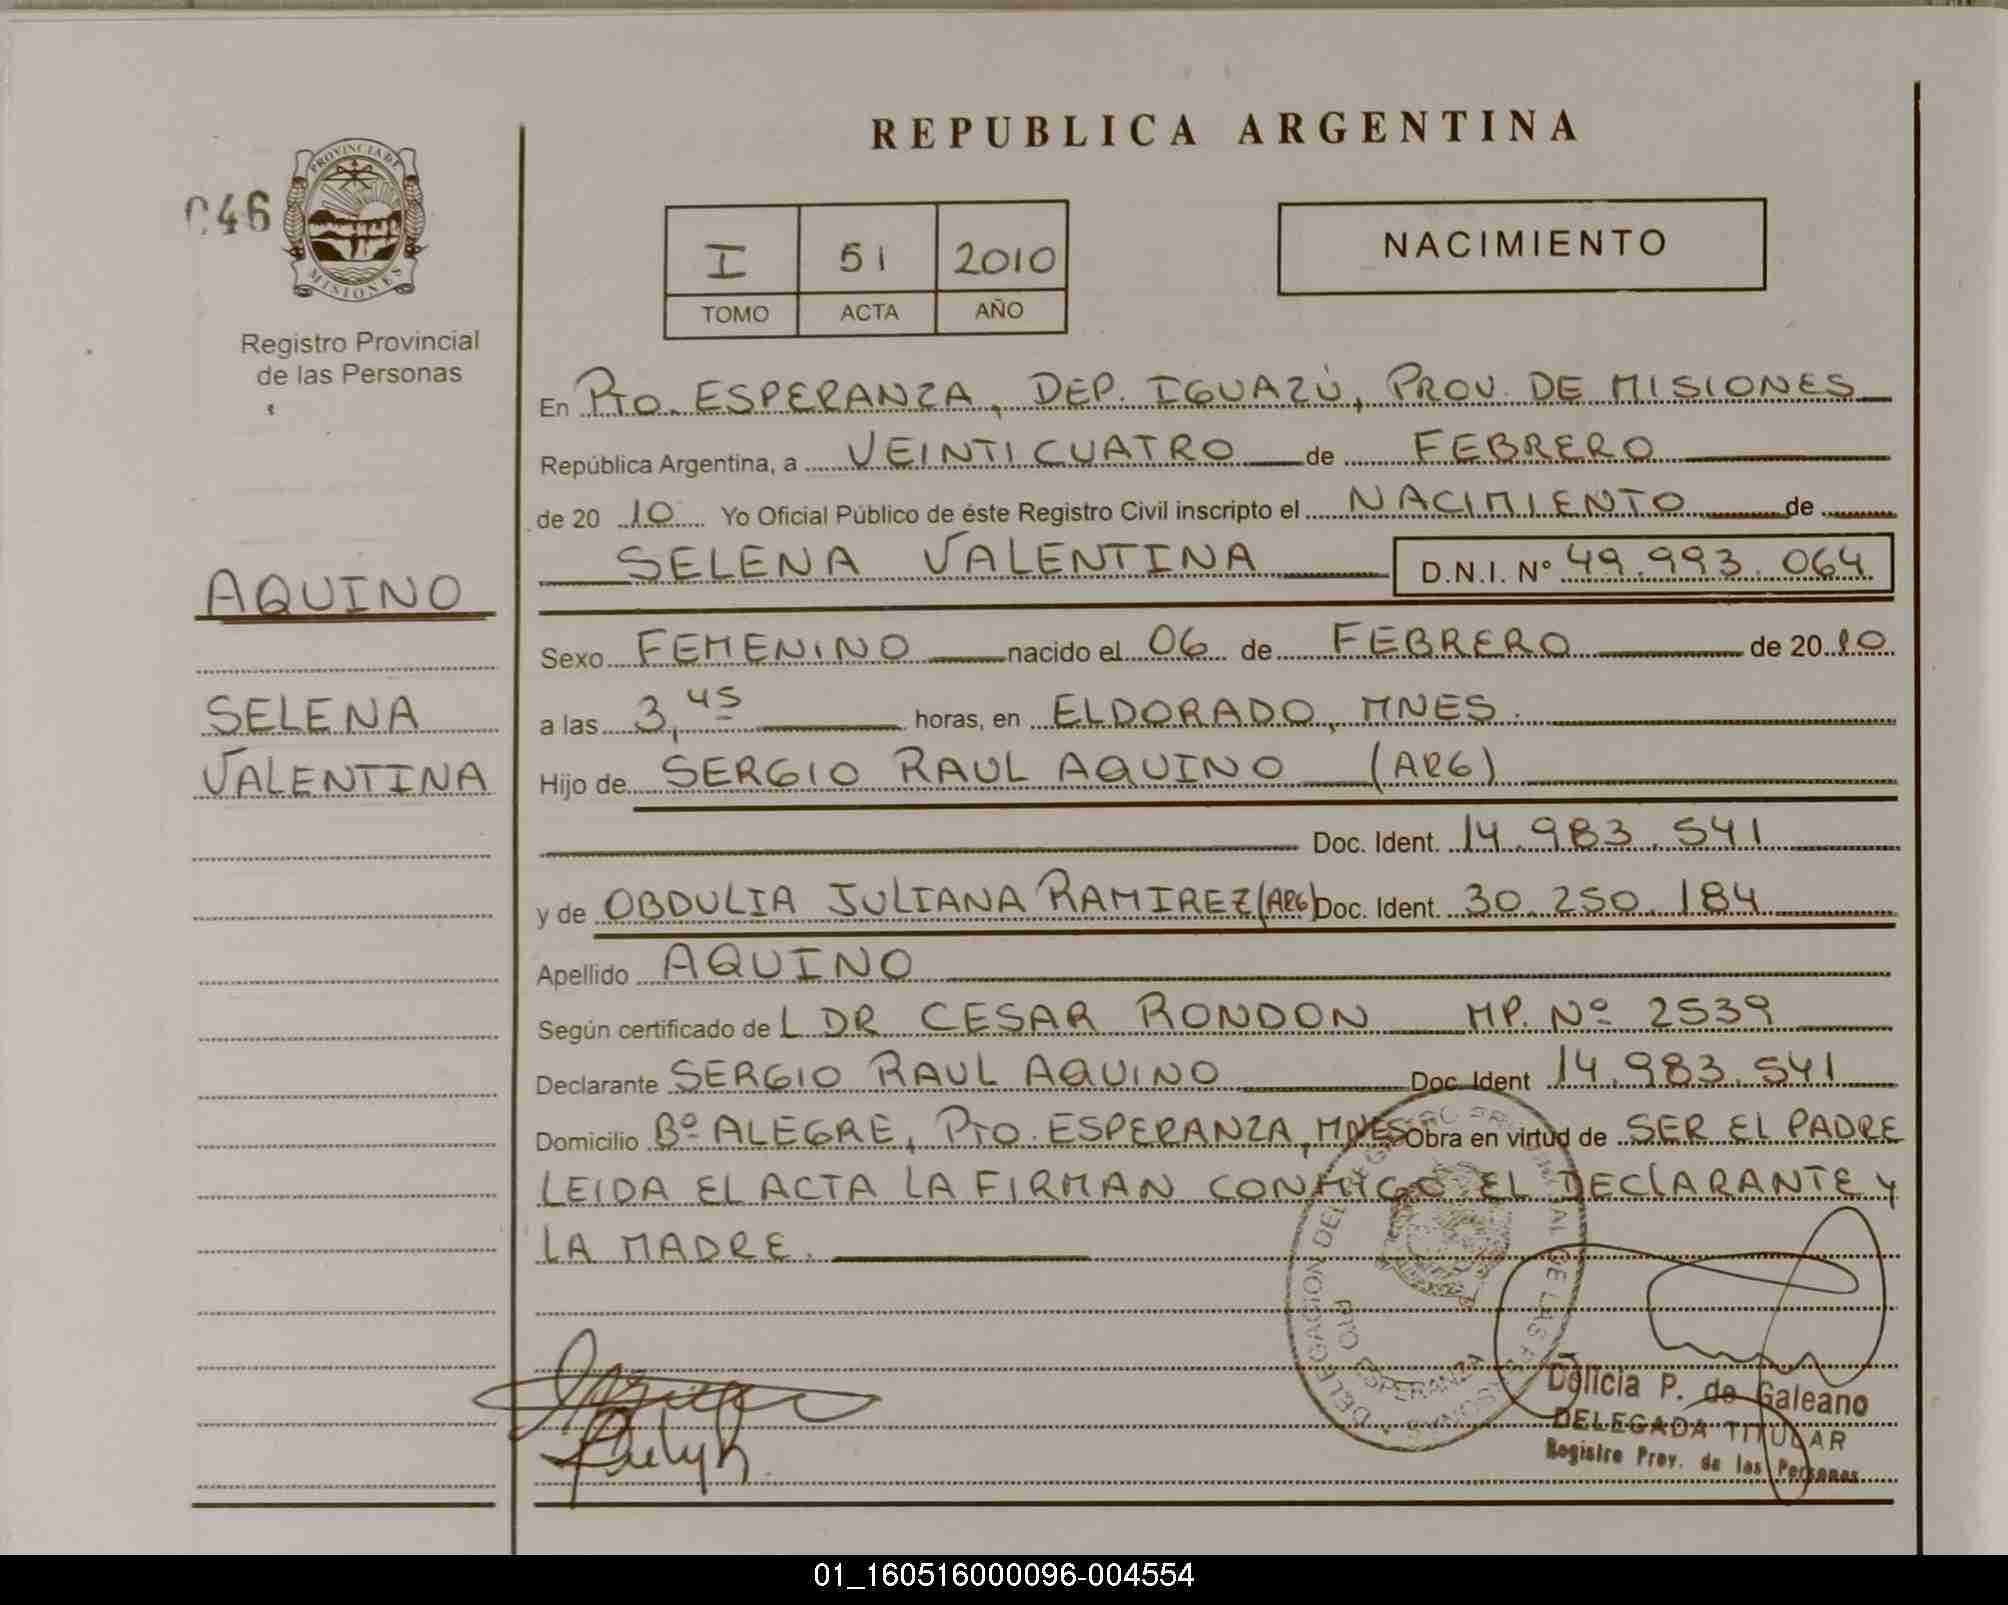 REPUBLICA ARGENTINA
046
PROVINCIA DE
MISIONES
Registro Provincial
de las Personas
I 51 2010
TOMO ACTA AÑO
NACIMIENTO
En Pto. ESPERANZA, DEP. IGUAZÚ, PROV. DE MISIONES
República Argentina, a VEINTICUATRO de FEBRERO
de 20 10 Yo Oficial Público de éste Registro Civil inscripto el NACIMIENTO de
SELENA VALENTINA D.N.I. Nº 49.993.064
AQUINO
SELENA
VALENTINA
Sexo FEMENINO nacido el 06 de FEBRERO de 20 10
a las 3,45 horas, en ELDORADO, MNES.
Hijo de SERGIO RAUL AQUINO (ARG)
Doc. Ident. 14.983.541
y de OBDULIA JULIANA RAMIREZ (ARG) Doc. Ident. 30.250.184
Apellido AQUINO
Según certificado de L DR CESAR RONDON MP. Nº 2539
Declarante SERGIO RAUL AQUINO Doc. Ident 14.983.541
Domicilio Bº ALEGRE, Pto. ESPERANZA, MNES Obra en virtud de SER EL PADRE
LEIDA EL ACTA LA FIRMAN CONMIGO EL DECLARANTE Y
LA MADRE.
ESPERANZA
Delicia P. de Galeano
DELEGADA TITULAR
Registro Prov. de las Personas
01_160516000096-004554